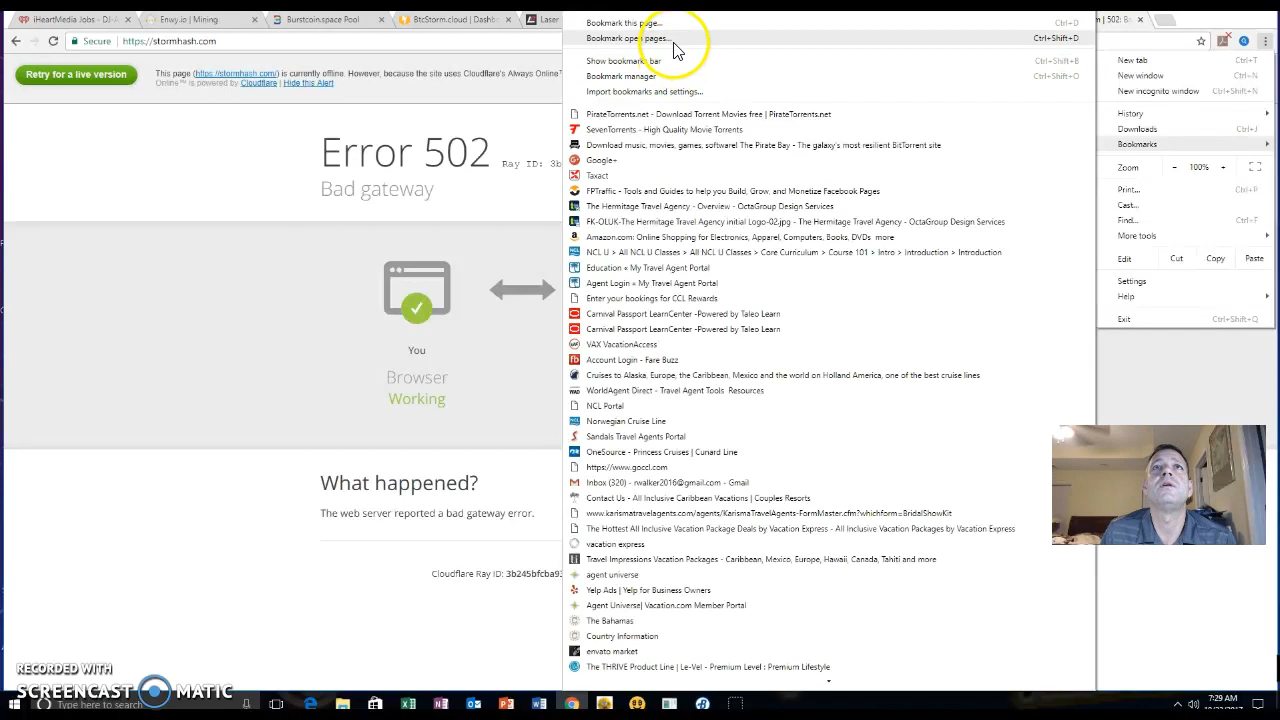 iHeartMedia Jobs - DJ-A
Envy.io | Mining
Burstcoin.space Pool
BtcStorm.cloud | Dashb
Laser
| 502: B
Secure
https://stormhash.com
Retry for a live version
This page (https://stormhash.com/) is currently offline. However, because the site uses Cloudflare's Always Online™
Online™ is powered by Cloudflare | Hide this Alert
Error 502
Ray ID: 3b
Bad gateway
You
Browser
Working
What happened?
The web server reported a bad gateway error.
Cloudflare Ray ID: 3b245bfcba93
Bookmark this page... Ctrl+D
Bookmark open pages... Ctrl+Shift+D
Show bookmarks bar Ctrl+Shift+B
Bookmark manager Ctrl+Shift+O
Import bookmarks and settings...
PirateTorrents.net - Download Torrent Movies free | PirateTorrents.net
SevenTorrents - High Quality Movie Torrents
Download music, movies, games, software! The Pirate Bay - The galaxy's most resilient BitTorrent site
Google+
Taxact
FPTraffic - Tools and Guides to help you Build, Grow, and Monetize Facebook Pages
The Hermitage Travel Agency - Overview - OctaGroup Design Services
FK-OLUK-The Hermitage Travel Agency initial Logo-02.jpg - The Hermitage Travel Agency - OctaGroup Design Services
Amazon.com: Online Shopping for Electronics, Apparel, Computers, Books, DVDs more
NCL U > All NCL U Classes > All NCL U Classes > Core Curriculum > Course 101 > Intro > Introduction > Introduction
Education « My Travel Agent Portal
Agent Login « My Travel Agent Portal
Enter your bookings for CCL Rewards
Carnival Passport LearnCenter -Powered by Taleo Learn
Carnival Passport LearnCenter -Powered by Taleo Learn
VAX VacationAccess
Account Login - Fare Buzz
Cruises to Alaska, Europe, the Caribbean, Mexico and the world on Holland America, one of the best cruise lines
WorldAgent Direct - Travel Agent Tools Resources
NCL Portal
Norwegian Cruise Line
Sandals Travel Agents Portal
OneSource - Princess Cruises | Cunard Line
https://www.goccl.com
Inbox (320) - rwalker2016@gmail.com - Gmail
Contact Us - All Inclusive Caribbean Vacations | Couples Resorts
www.karismatravelagents.com/agents/KarismaTravelAgents-FormMaster.cfm?whichform=BridalShowKit
The Hottest All Inclusive Vacation Package Deals by Vacation Express - All Inclusive Vacation Packages by Vacation Express
vacation express
Travel Impressions Vacation Packages - Caribbean, Mexico, Europe, Hawaii, Canada, Tahiti and more
agent universe
Yelp Ads | Yelp for Business Owners
Agent Universe| Vacation.com Member Portal
The Bahamas
Country Information
envato market
The THRIVE Product Line | Le-Vel - Premium Level : Premium Lifestyle
New tab Ctrl+T
New window Ctrl+N
New incognito window Ctrl+Shift+N
History
Downloads Ctrl+J
Bookmarks
Zoom - 100% +
Print... Ctrl+P
Cast...
Find... Ctrl+F
More tools
Edit Cut Copy Paste
Settings
Help
Exit Ctrl+Shift+Q
RECORDED WITH
SCREENCAST MATIC
Type here to search
7:29 AM